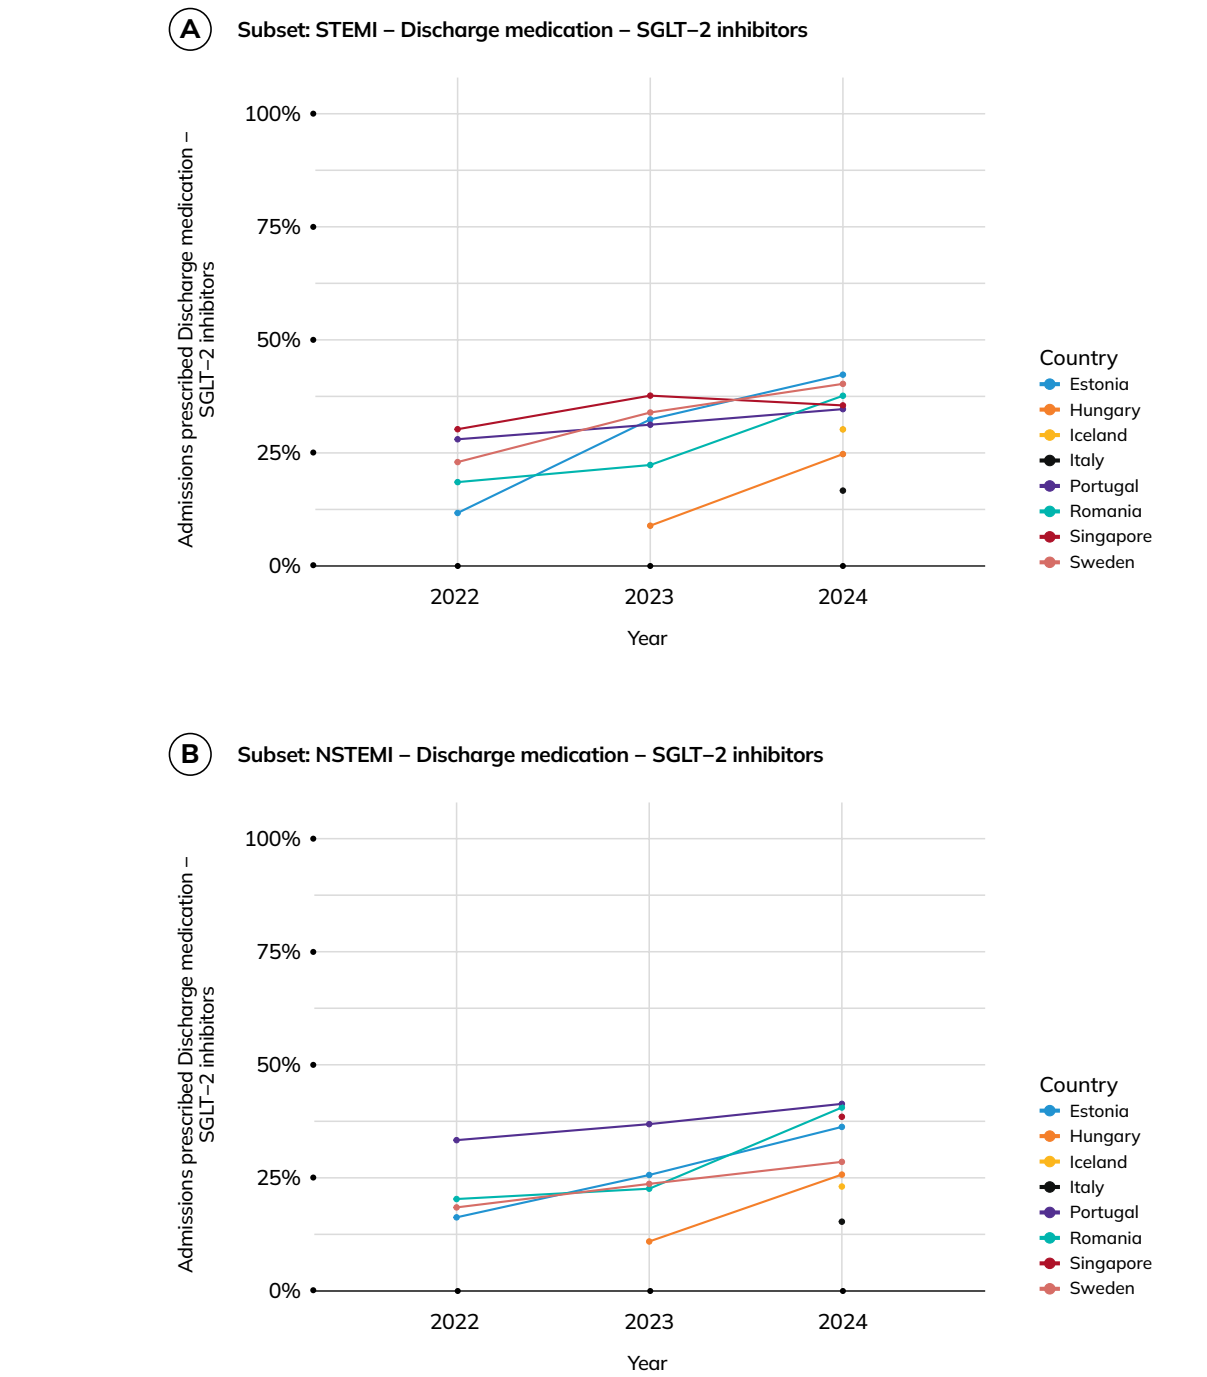 A
Subset: STEMI – Discharge medication – SGLT–2 inhibitors
Admissions prescribed Discharge medication –
SGLT–2 inhibitors
100%
75%
50%
25%
0%
2022
2023
2024
Year
Country
Estonia
Hungary
Iceland
Italy
Portugal
Romania
Singapore
Sweden
B
Subset: NSTEMI – Discharge medication – SGLT–2 inhibitors
Admissions prescribed Discharge medication –
SGLT–2 inhibitors
100%
75%
50%
25%
0%
2022
2023
2024
Year
Country
Estonia
Hungary
Iceland
Italy
Portugal
Romania
Singapore
Sweden